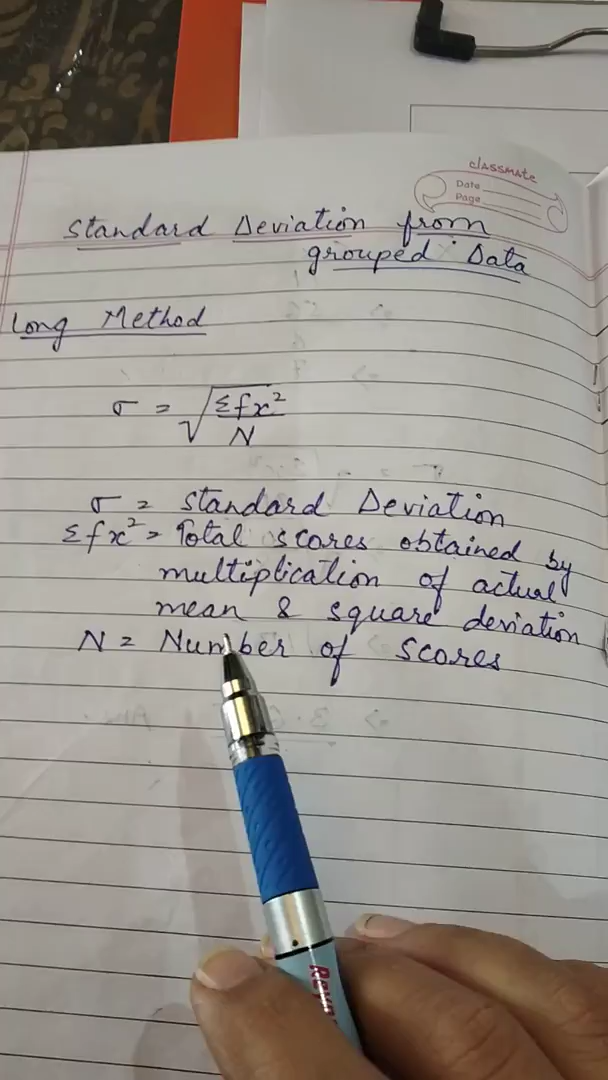 classmate
Date
Page
Standard Deviation from
grouped Data
Long Method
σ = √Σfx²/N
σ = Standard Deviation
Σfx² = Total scores obtained by
multiplication of actual
mean & square deviation
N = Number of scores
Rey